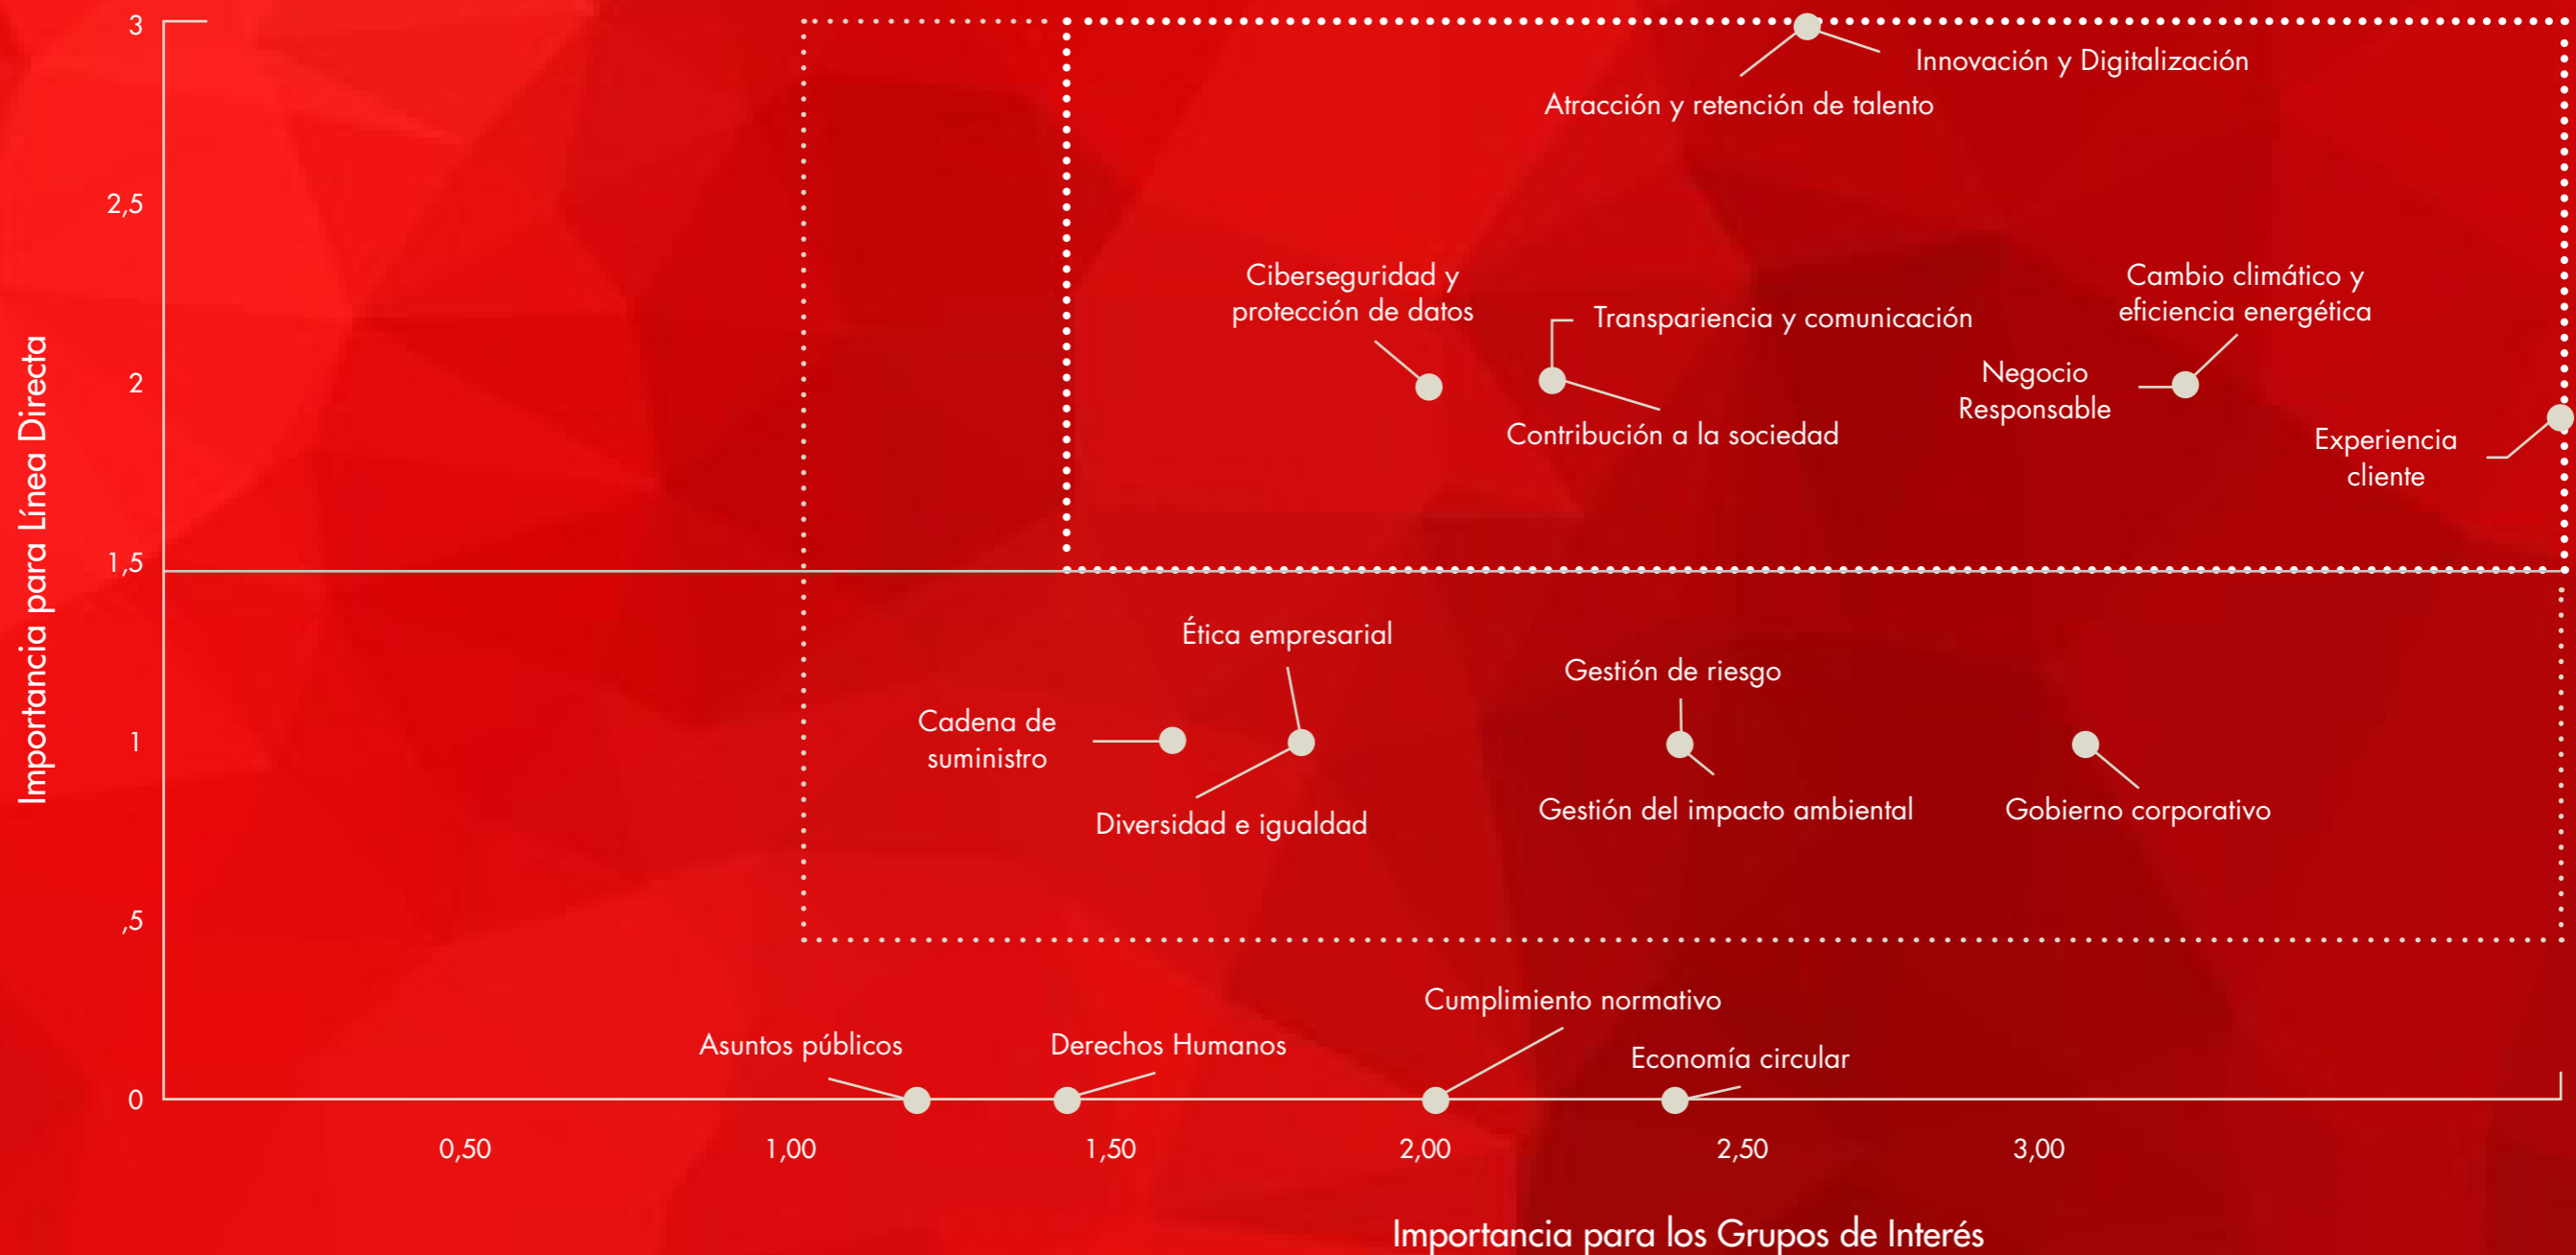 3
Innovación y Digitalización
Atracción y retención de talento
2,5
Ciberseguridad y
protección de datos
Transpariencia y comunicación
Cambio climático y
eficiencia energética
2
Negocio
Responsable
Contribución a la sociedad
Experiencia
cliente
1,5
Importancia para Línea Directa
Ética empresarial
Gestión de riesgo
Cadena de
suministro
1
Diversidad e igualdad
Gestión del impacto ambiental
Gobierno corporativo
,5
Cumplimiento normativo
Asuntos públicos
Derechos Humanos
Economía circular
0
0,50
1,00
1,50
2,00
2,50
3,00
Importancia para los Grupos de Interés